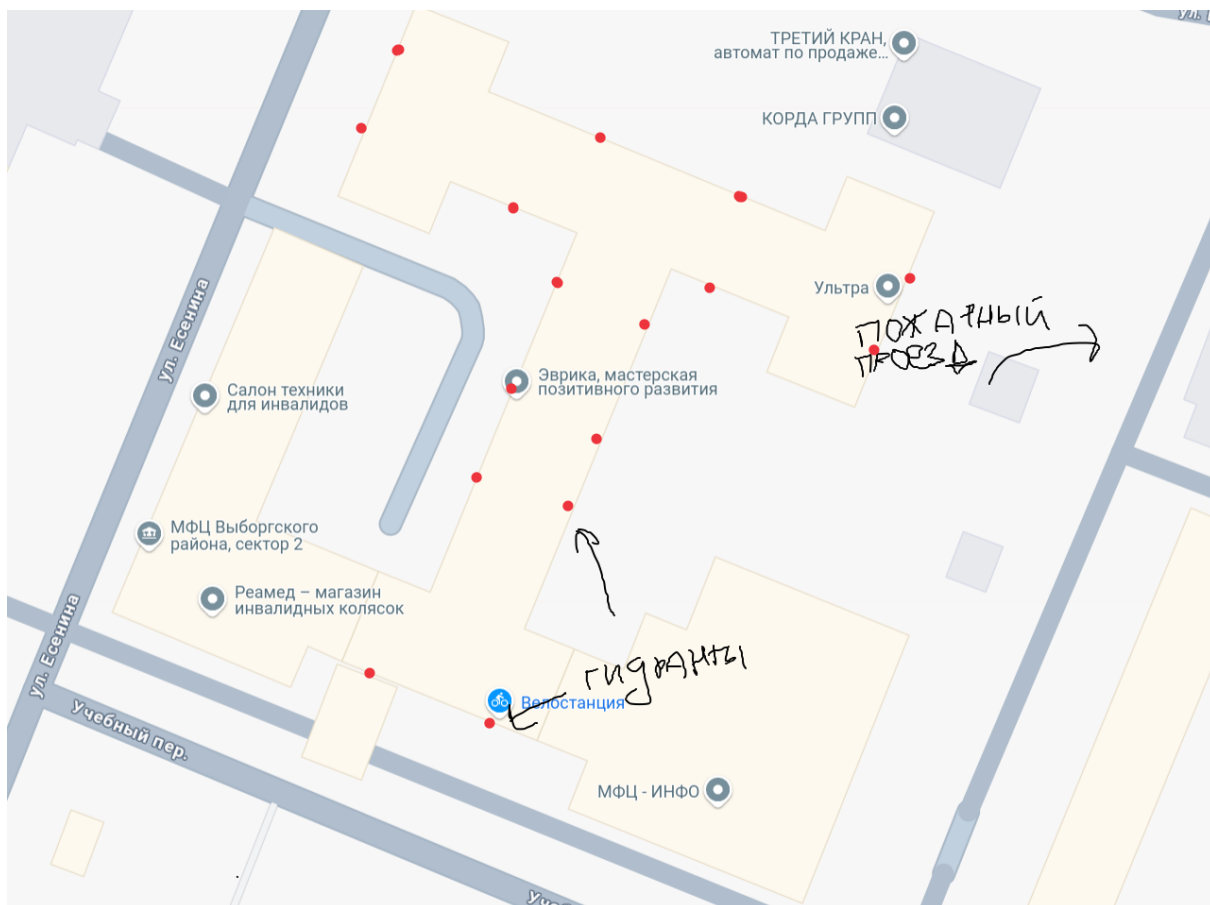 ул.
ТРЕТИЙ КРАН,
автомат по продаже...
КОРДА ГРУПП
ул. Есенина
Ультра
ПОЖАРНЫЙ
ПРОЕЗД
Эврика, мастерская
позитивного развития
Салон техники
для инвалидов
МФЦ Выборгского
района, сектор 2
Реамед – магазин
инвалидных колясок
ул. Есенина
ГИДРАНТЫ
Велостанция
Учебный пер.
МФЦ - ИНФО